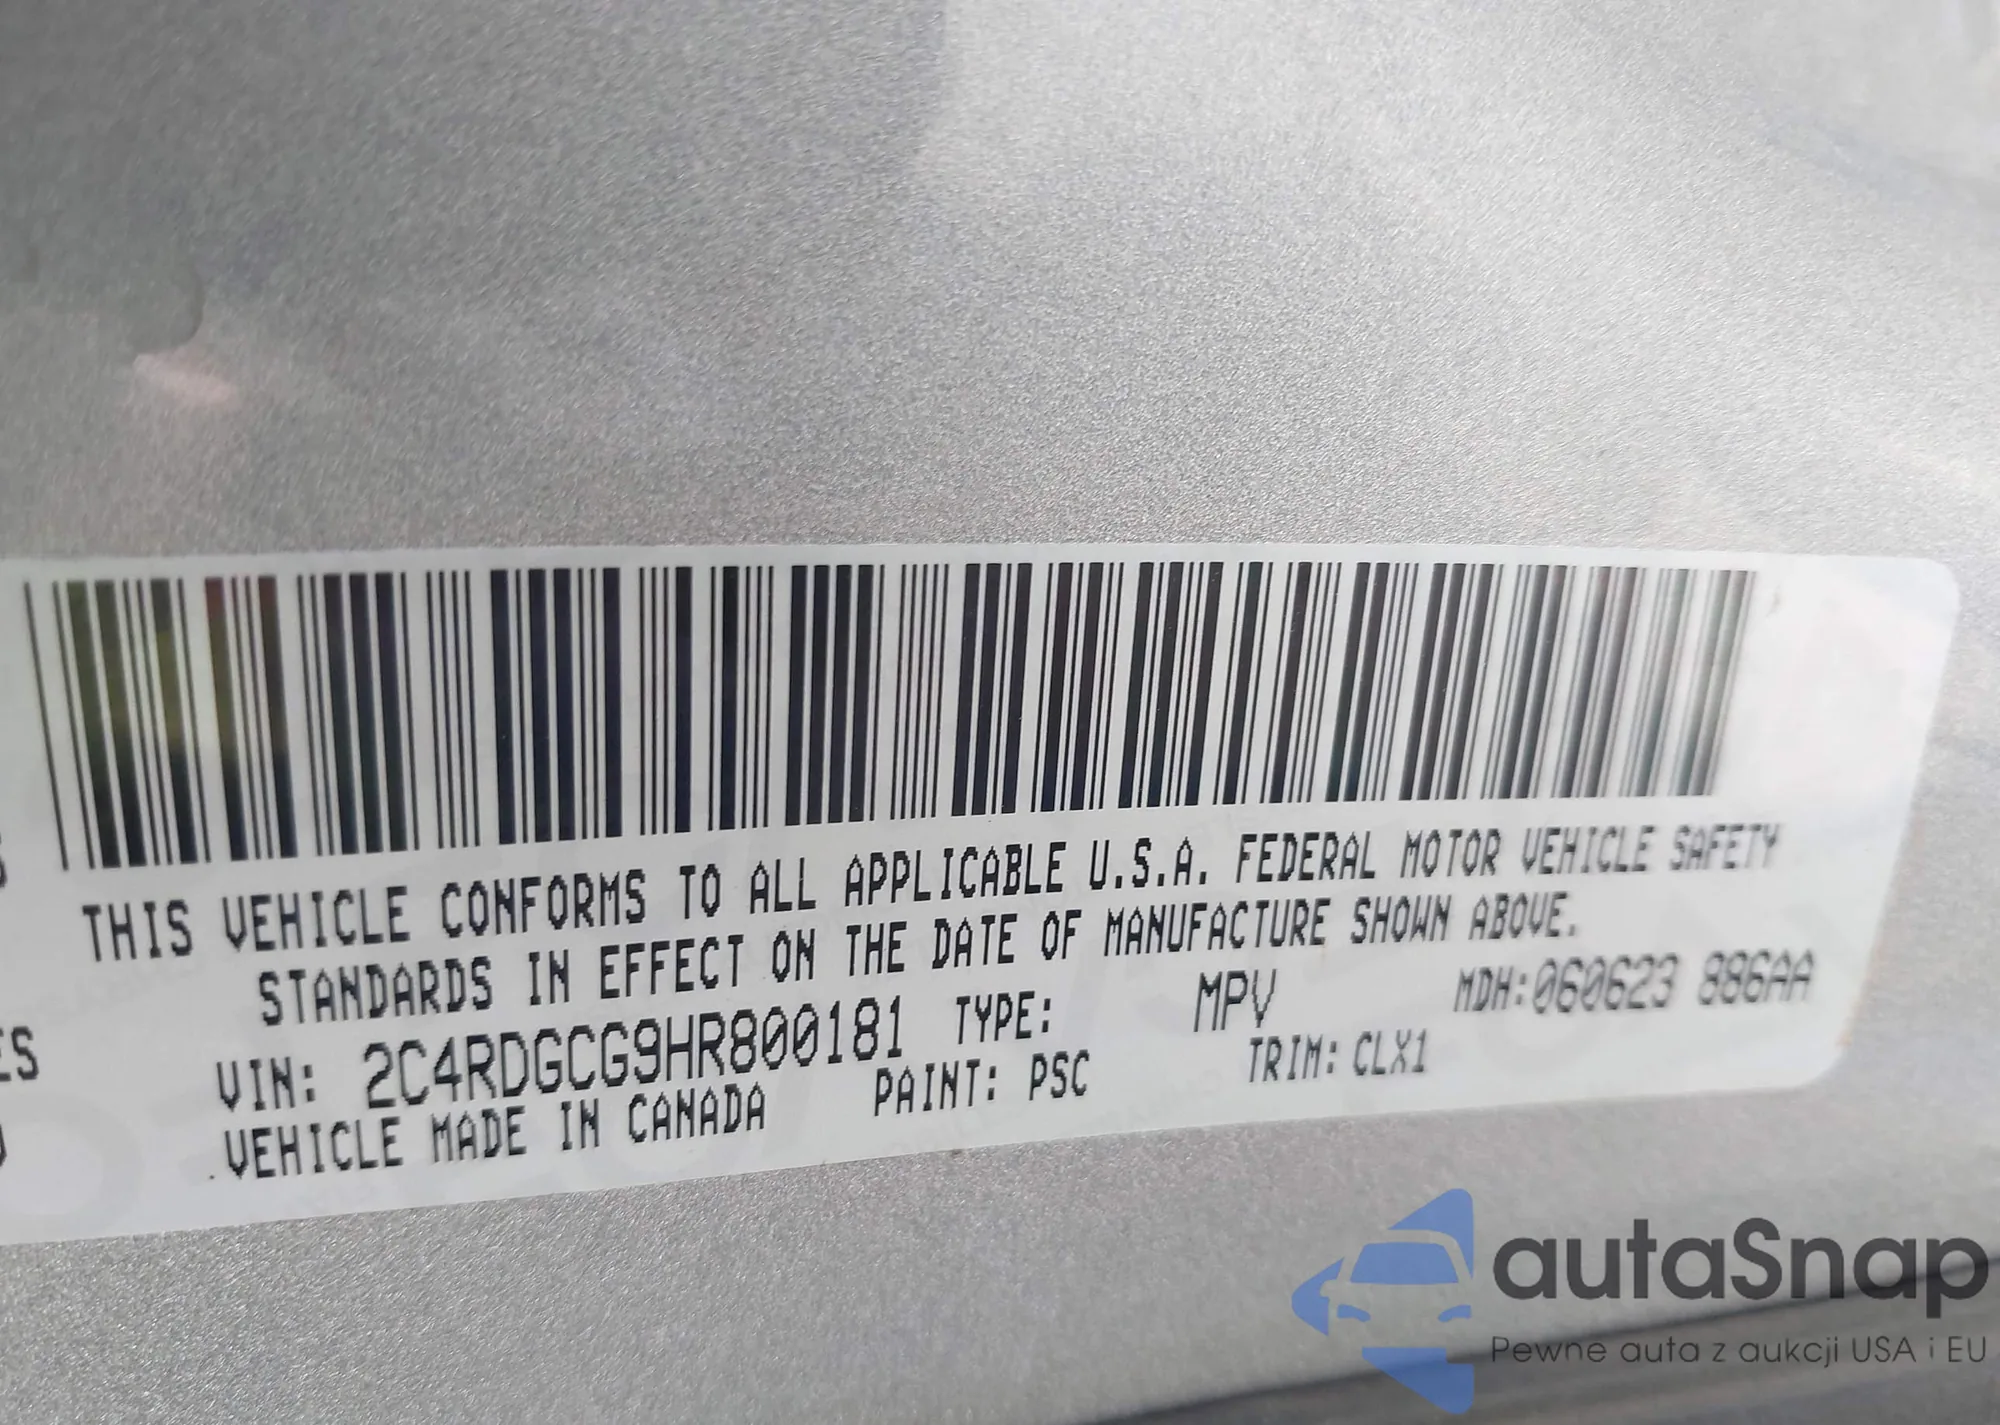 THIS VEHICLE CONFORMS TO ALL APPLICABLE U.S.A. FEDERAL MOTOR VEHICLE SAFETY
STANDARDS IN EFFECT ON THE DATE OF MANUFACTURE SHOWN ABOVE.
VIN: 2C4RDGCG9HR800181 TYPE: MPV MDH:060623 886AA
.VEHICLE MADE IN CANADA PAINT: PSC TRIM: CLX1
autaSnap
Pewne auta z aukcji USA i EU